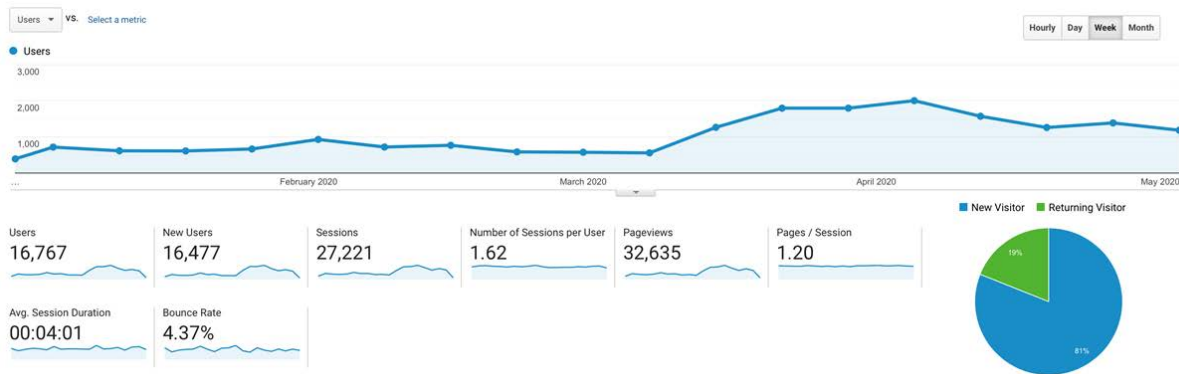 Users vs. Select a metric
Hourly Day Week Month
Users
3,000
2,000
1,000
... February 2020 March 2020 April 2020 May 2020
New Visitor Returning Visitor
Users New Users Sessions Number of Sessions per User Pageviews Pages / Session
16,767 16,477 27,221 1.62 32,635 1.20
19%
81%
Avg. Session Duration Bounce Rate
00:04:01 4.37%